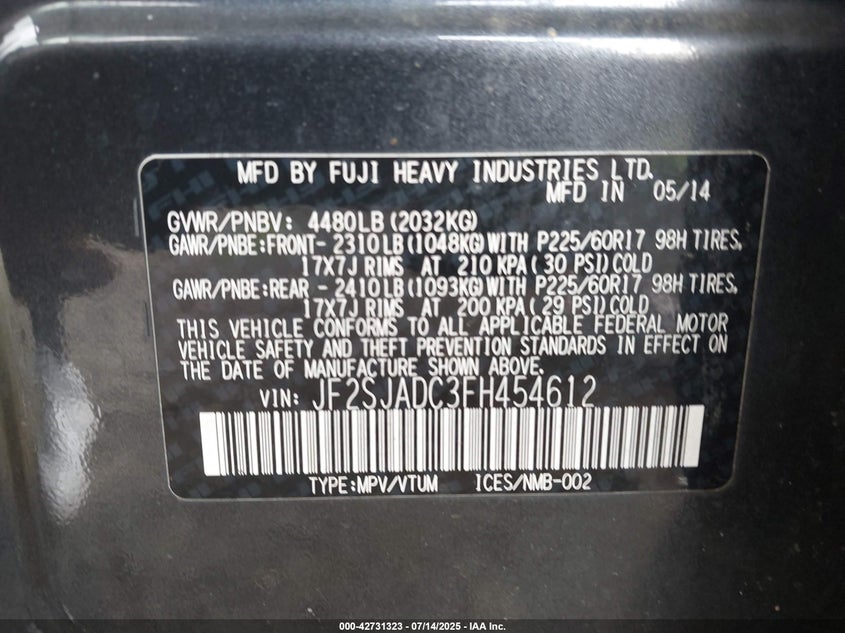 MFD BY FUJI HEAVY INDUSTRIES LTD.
MFD IN 05/14
GVWR/PNBV: 4480LB(2032KG)
GAWR/PNBE:FRONT- 2310LB(1048KG)WITH P225/60R17 98H TIRES,
17X7J RIMS AT 210 KPA( 30 PSI)COLD
GAWR/PNBE:REAR - 2410LB(1093KG)WITH P225/60R17 98H TIRES,
17X7J RIMS AT 200 KPA( 29 PSI)COLD
THIS VEHICLE CONFORMS TO ALL APPLICABLE FEDERAL MOTOR
VEHICLE SAFETY AND THEFT PREVENTION STANDARDS IN EFFECT ON
THE DATE OF MANUFACTURE SHOWN ABOVE.
VIN: JF2SJADC3FH454612
TYPE:MPV/VTUM ICES/NMB-002
000-42731323 - 07/14/2025 - IAA Inc.